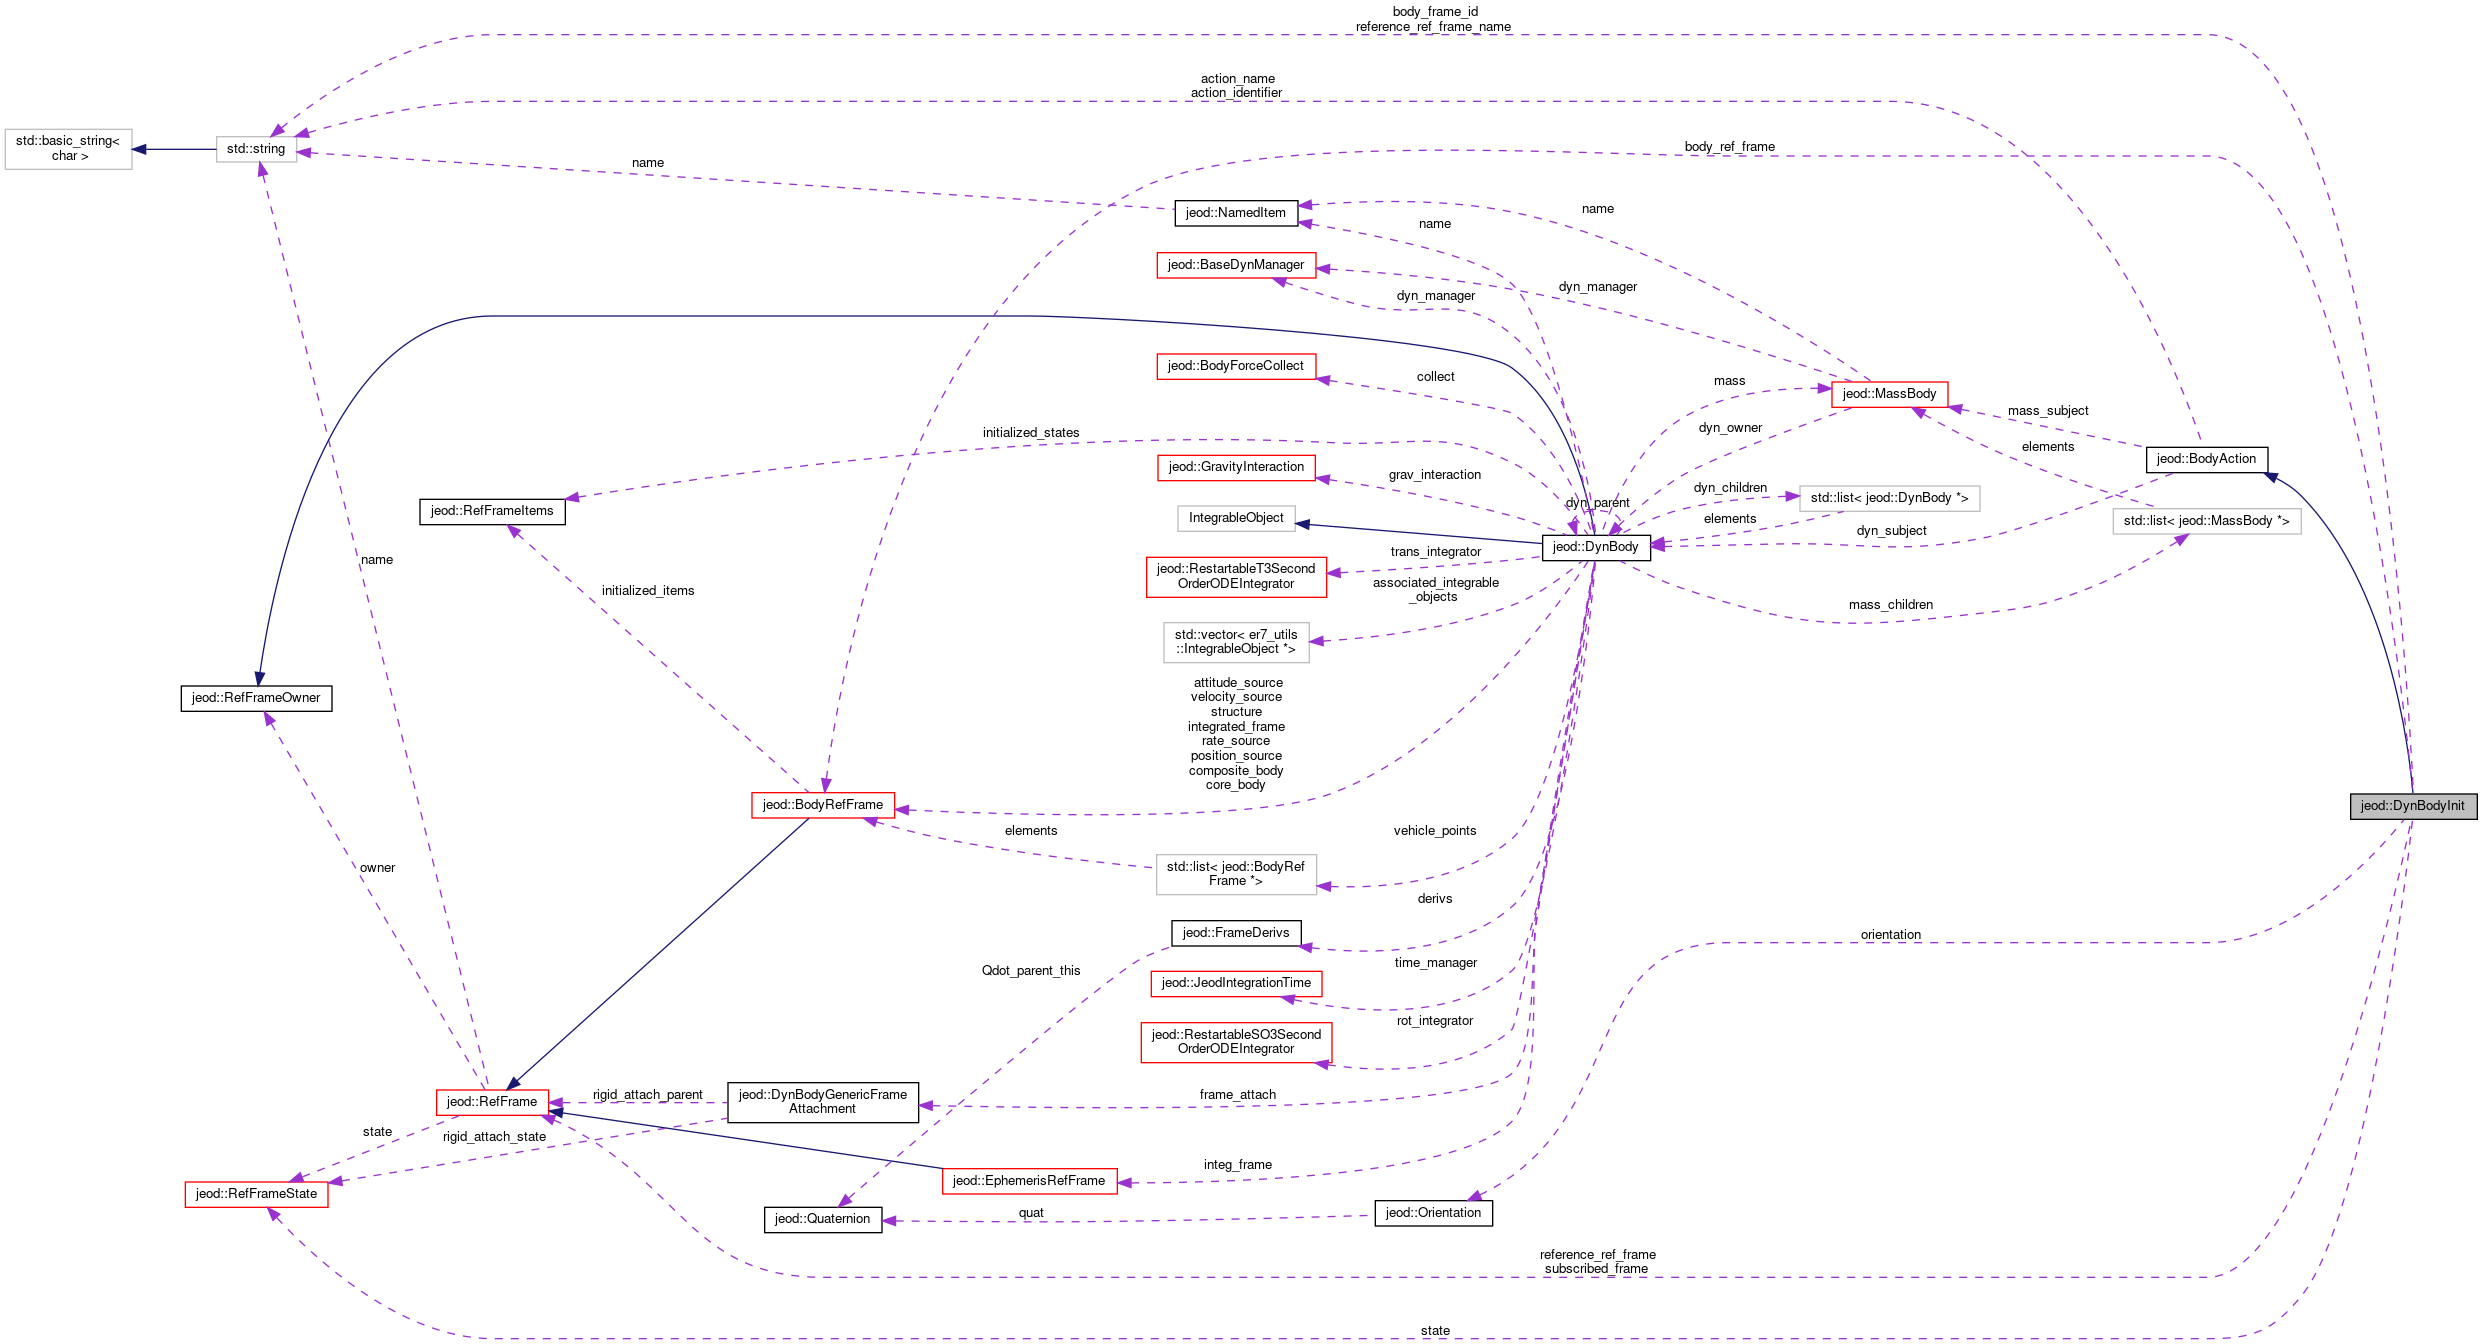 body_frame_id
reference_ref_frame_name
action_name
action_identifier
std::basic_string<
char >
std::string
body_ref_frame
name
jeod::NamedItem
name
name
jeod::BaseDynManager
dyn_manager
dyn_manager
jeod::BodyForceCollect
collect
mass
jeod::MassBody
mass_subject
dyn_owner
initialized_states
elements
jeod::BodyAction
jeod::GravityInteraction
grav_interaction
dyn_children
std::list< jeod::DynBody *>
dyn_parent
jeod::RefFrameItems
IntegrableObject
elements
std::list< jeod::MassBody *>
dyn_subject
jeod::DynBody
trans_integrator
jeod::RestartableT3Second
OrderODEIntegrator
name
associated_integrable
_objects
initialized_items
mass_children
std::vector< er7_utils
::IntegrableObject *>
jeod::RefFrameOwner
attitude_source
velocity_source
structure
integrated_frame
rate_source
position_source
composite_body
core_body
jeod::BodyRefFrame
jeod::DynBodyInit
elements
vehicle_points
std::list< jeod::BodyRef
Frame *>
owner
derivs
jeod::FrameDerivs
orientation
Qdot_parent_this
time_manager
jeod::JeodIntegrationTime
rot_integrator
jeod::RestartableSO3Second
OrderODEIntegrator
jeod::RefFrame
rigid_attach_parent
jeod::DynBodyGenericFrame
Attachment
frame_attach
state
rigid_attach_state
integ_frame
jeod::EphemerisRefFrame
jeod::RefFrameState
jeod::Quaternion
quat
jeod::Orientation
reference_ref_frame
subscribed_frame
state